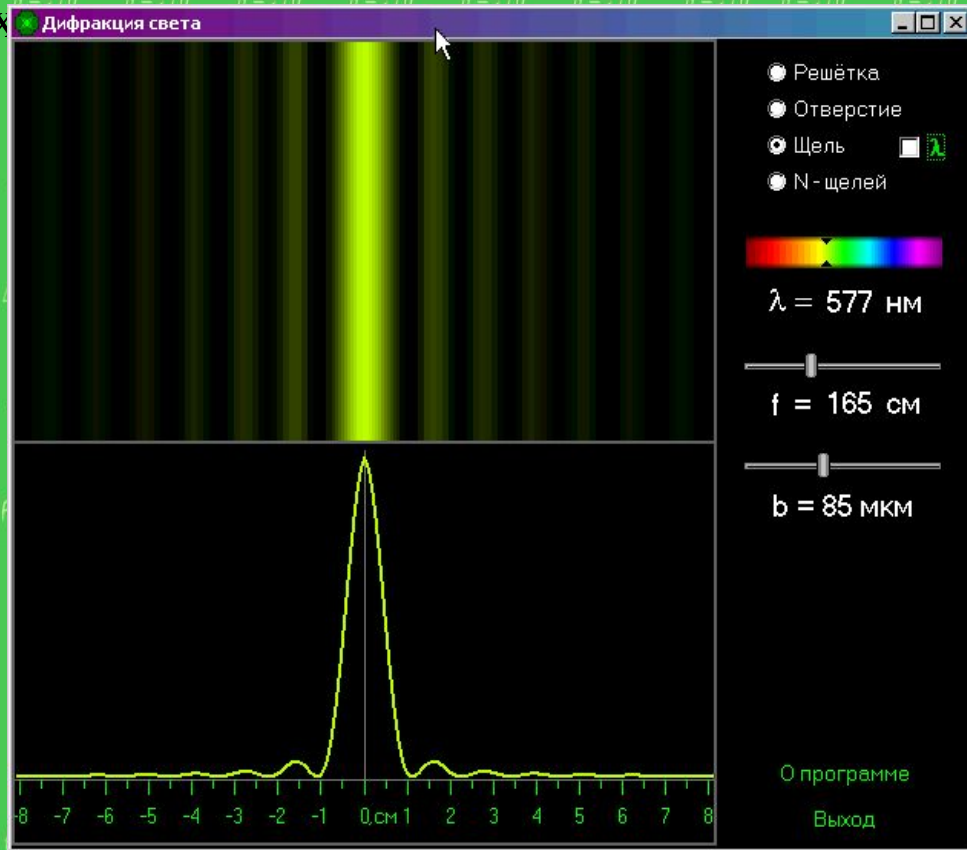 Дифракция света
Решётка
Отверстие
Щель λ
N - щелей
λ = 577 нм
f = 165 см
b = 85 мкм
-8 -7 -6 -5 -4 -3 -2 -1 0,см 1 2 3 4 5 6 7 8
О программе
Выход